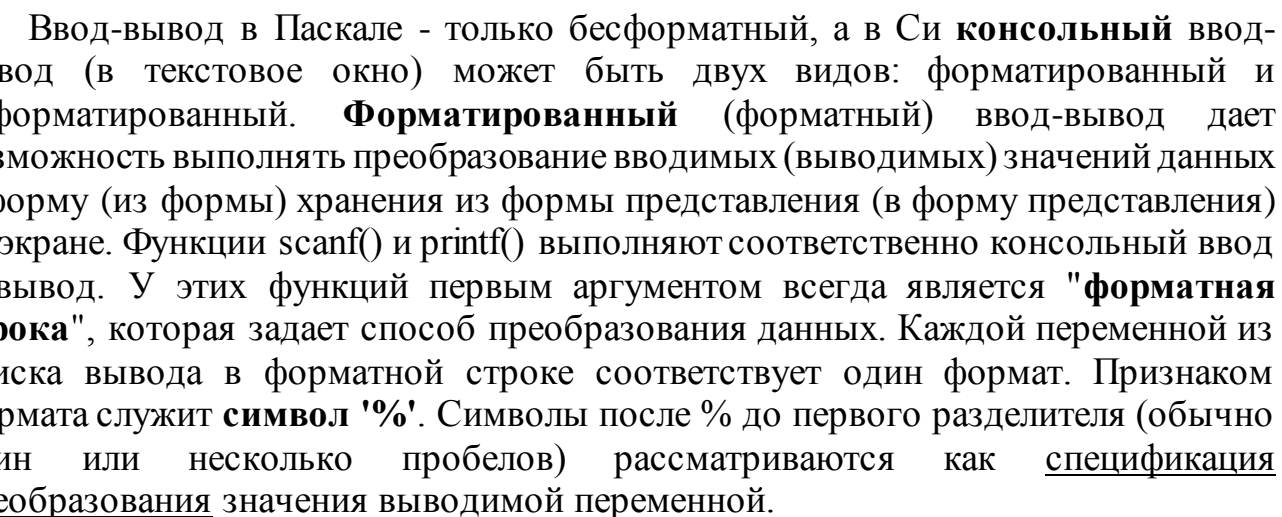 Ввод-вывод в Паскале - только бесформатный, а в Си консольный ввод-
вод (в текстовое окно) может быть двух видов: форматированный и
форматированный. Форматированный (форматный) ввод-вывод дает
зможность выполнять преобразование вводимых (выводимых) значений данных
форму (из формы) хранения из формы представления (в форму представления)
экране. Функции scanf() и printf() выполняют соответственно консольный ввод
вывод. У этих функций первым аргументом всегда является "форматная
рока", которая задает способ преобразования данных. Каждой переменной из
иска вывода в форматной строке соответствует один формат. Признаком
рмата служит символ '%'. Символы после % до первого разделителя (обычно
ин или несколько пробелов) рассматриваются как спецификация
еобразования значения выводимой переменной.